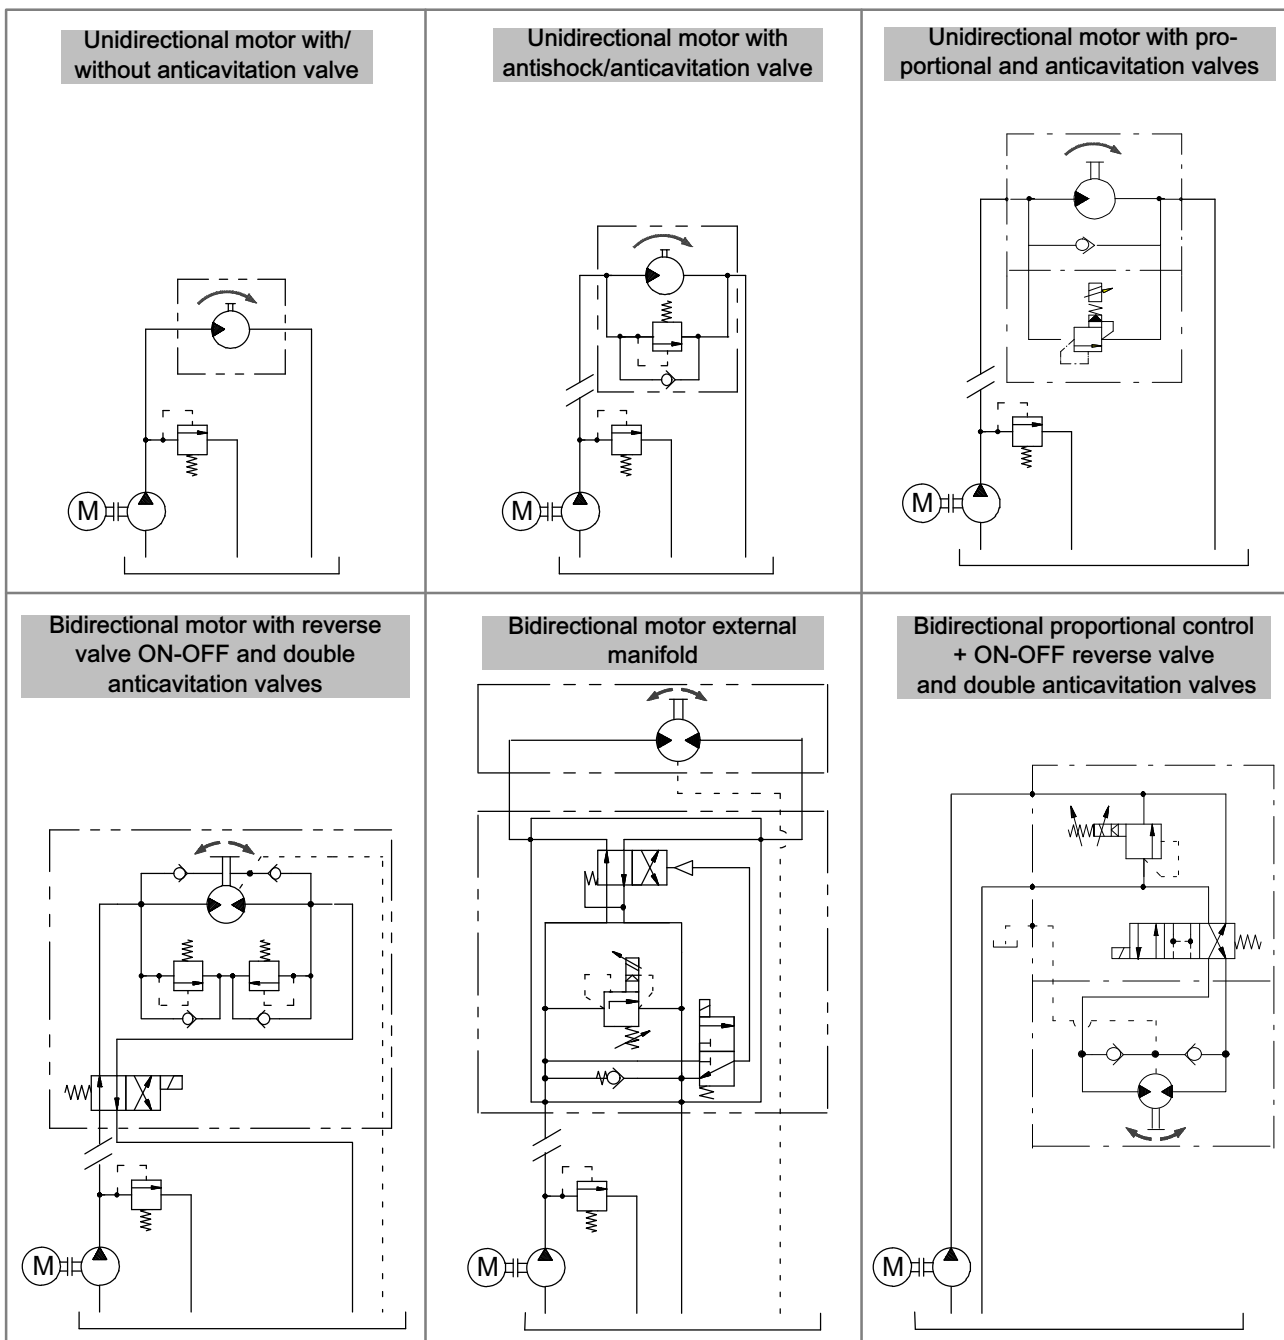 Unidirectional motor with/
without anticavitation valve
Unidirectional motor with
antishock/anticavitation valve
Unidirectional motor with pro-
portional and anticavitation valves
M
M
M
Bidirectional motor with reverse
valve ON-OFF and double
anticavitation valves
Bidirectional motor external
manifold
Bidirectional proportional control
+ ON-OFF reverse valve
and double anticavitation valves
M
M
M